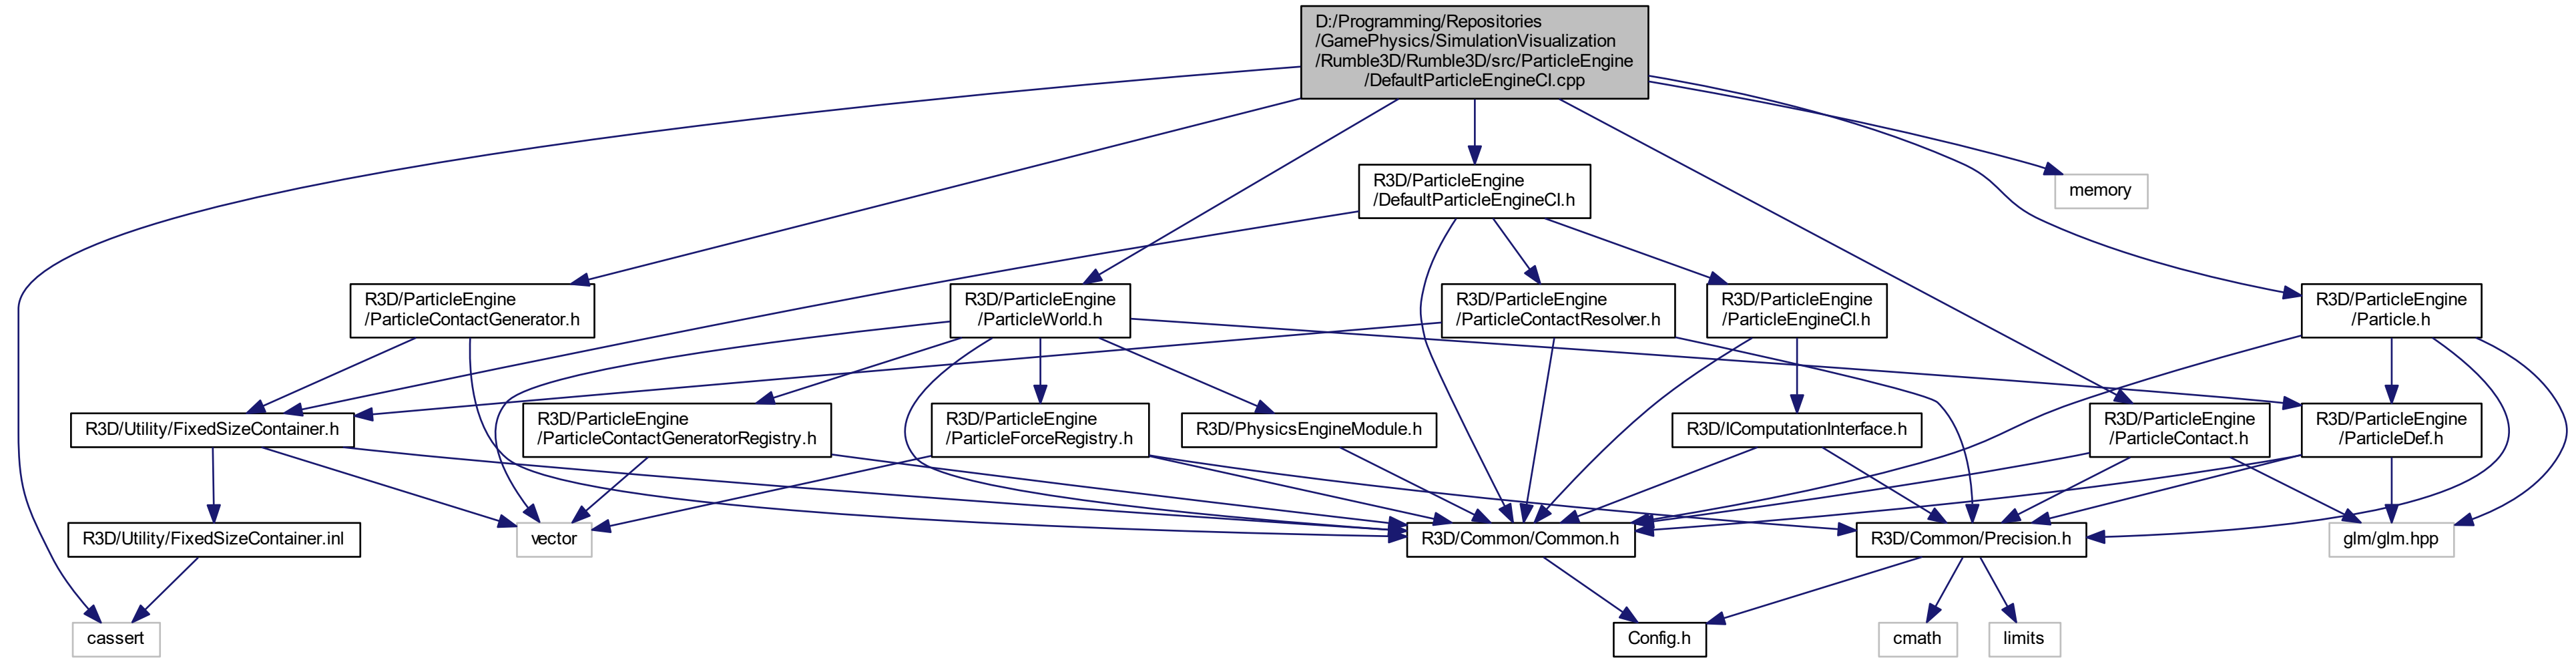 D:/Programming/Repositories
/GamePhysics/SimulationVisualization
/Rumble3D/Rumble3D/src/ParticleEngine
/DefaultParticleEngineCI.cpp
R3D/ParticleEngine
/DefaultParticleEngineCI.h
memory
R3D/ParticleEngine
/ParticleContactGenerator.h
R3D/ParticleEngine
/ParticleWorld.h
R3D/ParticleEngine
/ParticleContactResolver.h
R3D/ParticleEngine
/ParticleEngineCI.h
R3D/ParticleEngine
/Particle.h
R3D/Utility/FixedSizeContainer.h
R3D/ParticleEngine
/ParticleContactGeneratorRegistry.h
R3D/ParticleEngine
/ParticleForceRegistry.h
R3D/PhysicsEngineModule.h
R3D/IComputationInterface.h
R3D/ParticleEngine
/ParticleContact.h
R3D/ParticleEngine
/ParticleDef.h
R3D/Utility/FixedSizeContainer.inl
vector
R3D/Common/Common.h
R3D/Common/Precision.h
glm/glm.hpp
cassert
Config.h
cmath
limits